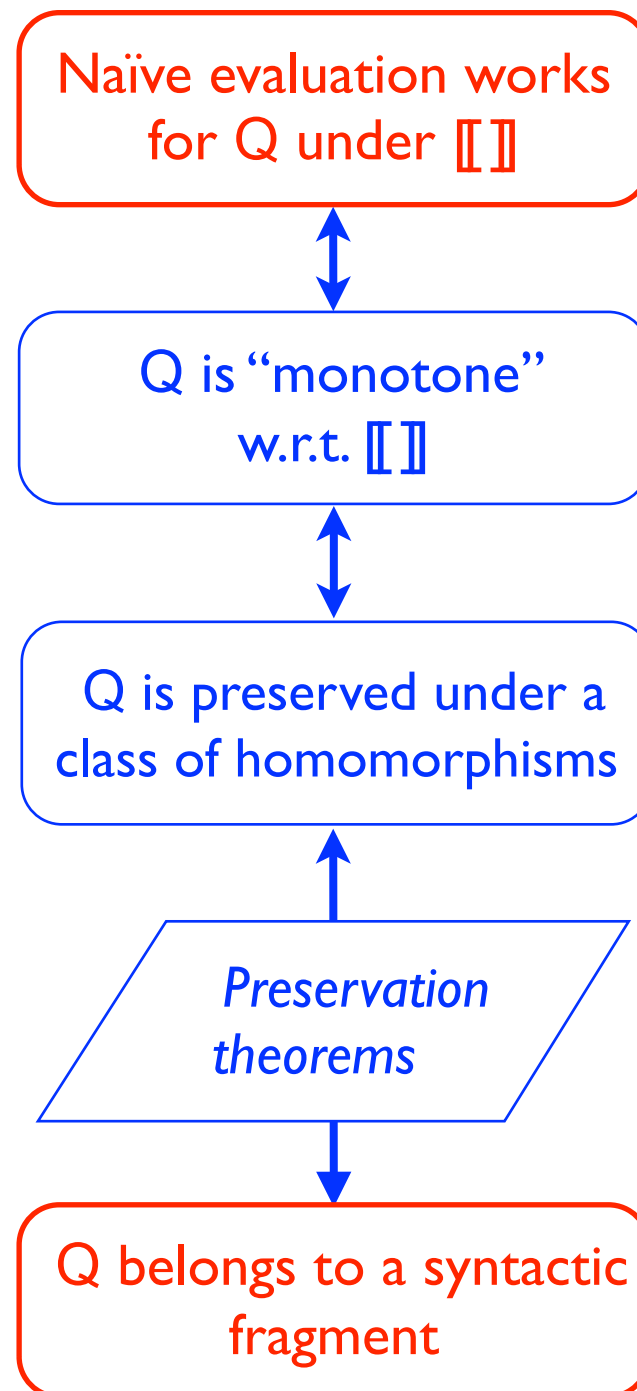 Naïve evaluation works
for Q under ⟦ ⟧
Q is “monotone”
w.r.t. ⟦ ⟧
Q is preserved under a
class of homomorphisms
Preservation
theorems
Q belongs to a syntactic
fragment